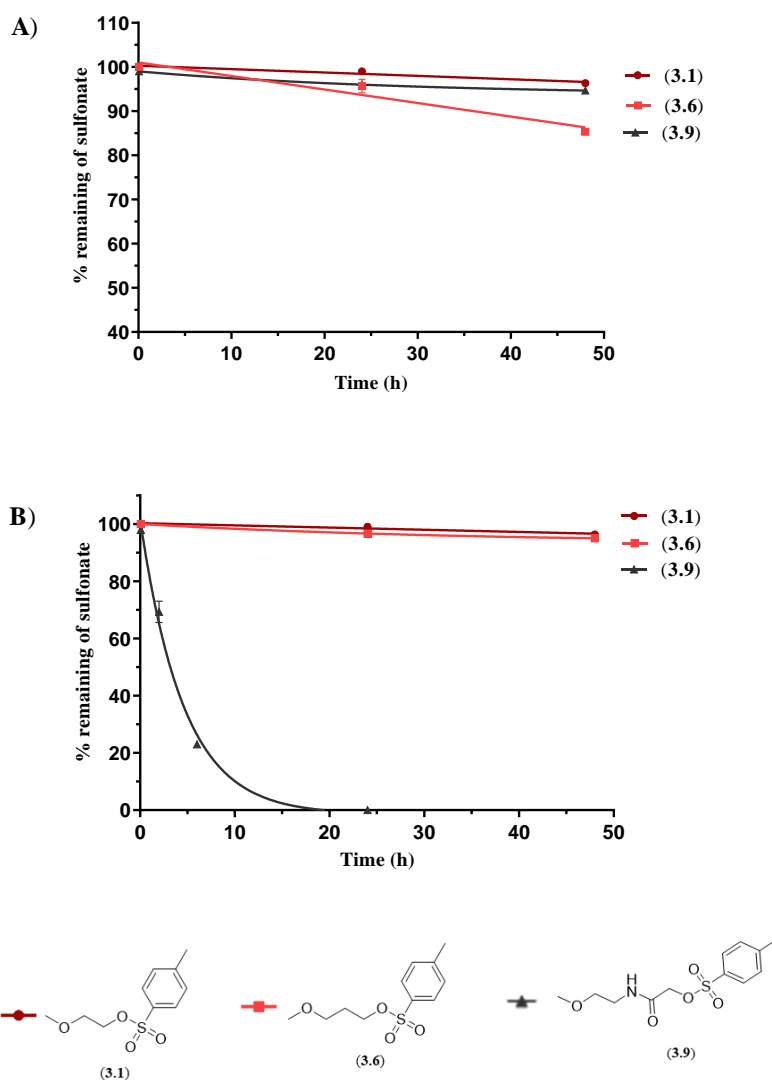 A)
110
100
90
80
70
60
50
40
% remaining of sulfonate
0 10 20 30 40 50
Time (h)
(3.1)
(3.6)
(3.9)
B)
100
80
60
40
20
0
% remaining of sulfonate
0 10 20 30 40 50
Time (h)
(3.1)
(3.6)
(3.9)
O
O
S
O
O
(3.1)
O
O
S
O
O
(3.6)
O
H
N
O
O
S
O
O
(3.9)